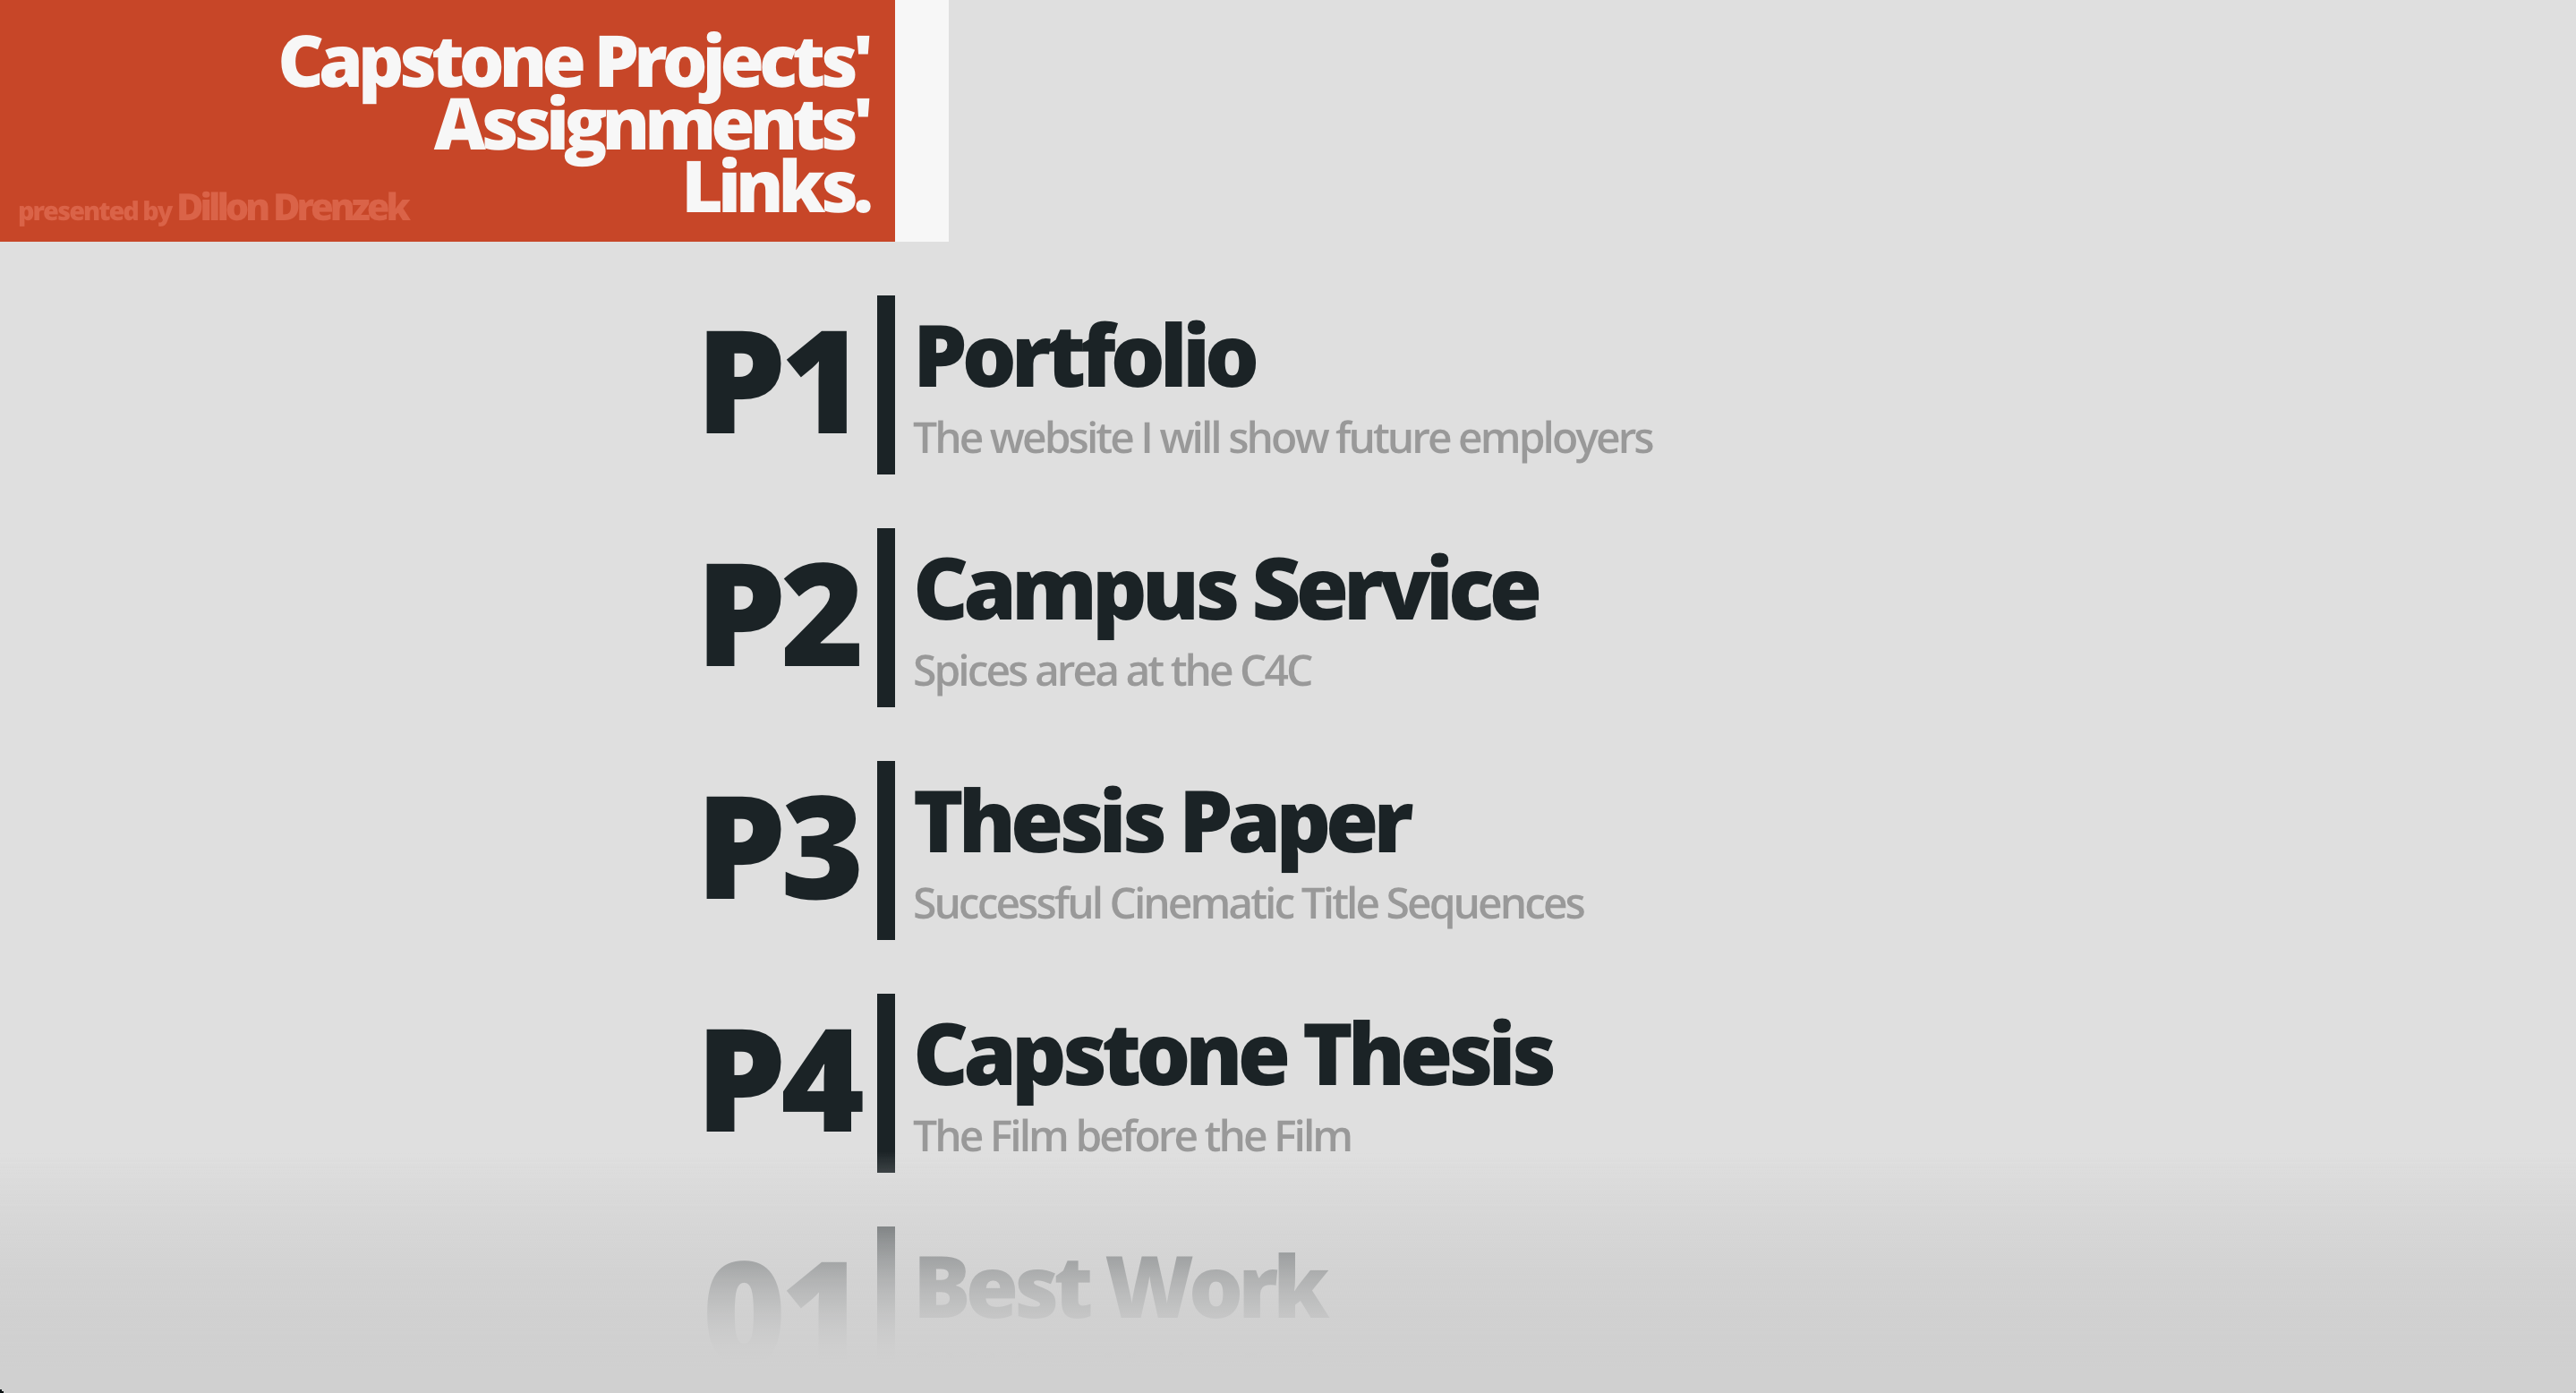 Capstone Projects'
Assignments'
Links.
presented by Dillon Drenzek
P1
Portfolio
The website I will show future employers
P2
Campus Service
Spices area at the C4C
P3
Thesis Paper
Successful Cinematic Title Sequences
P4
Capstone Thesis
The Film before the Film
01
Best Work